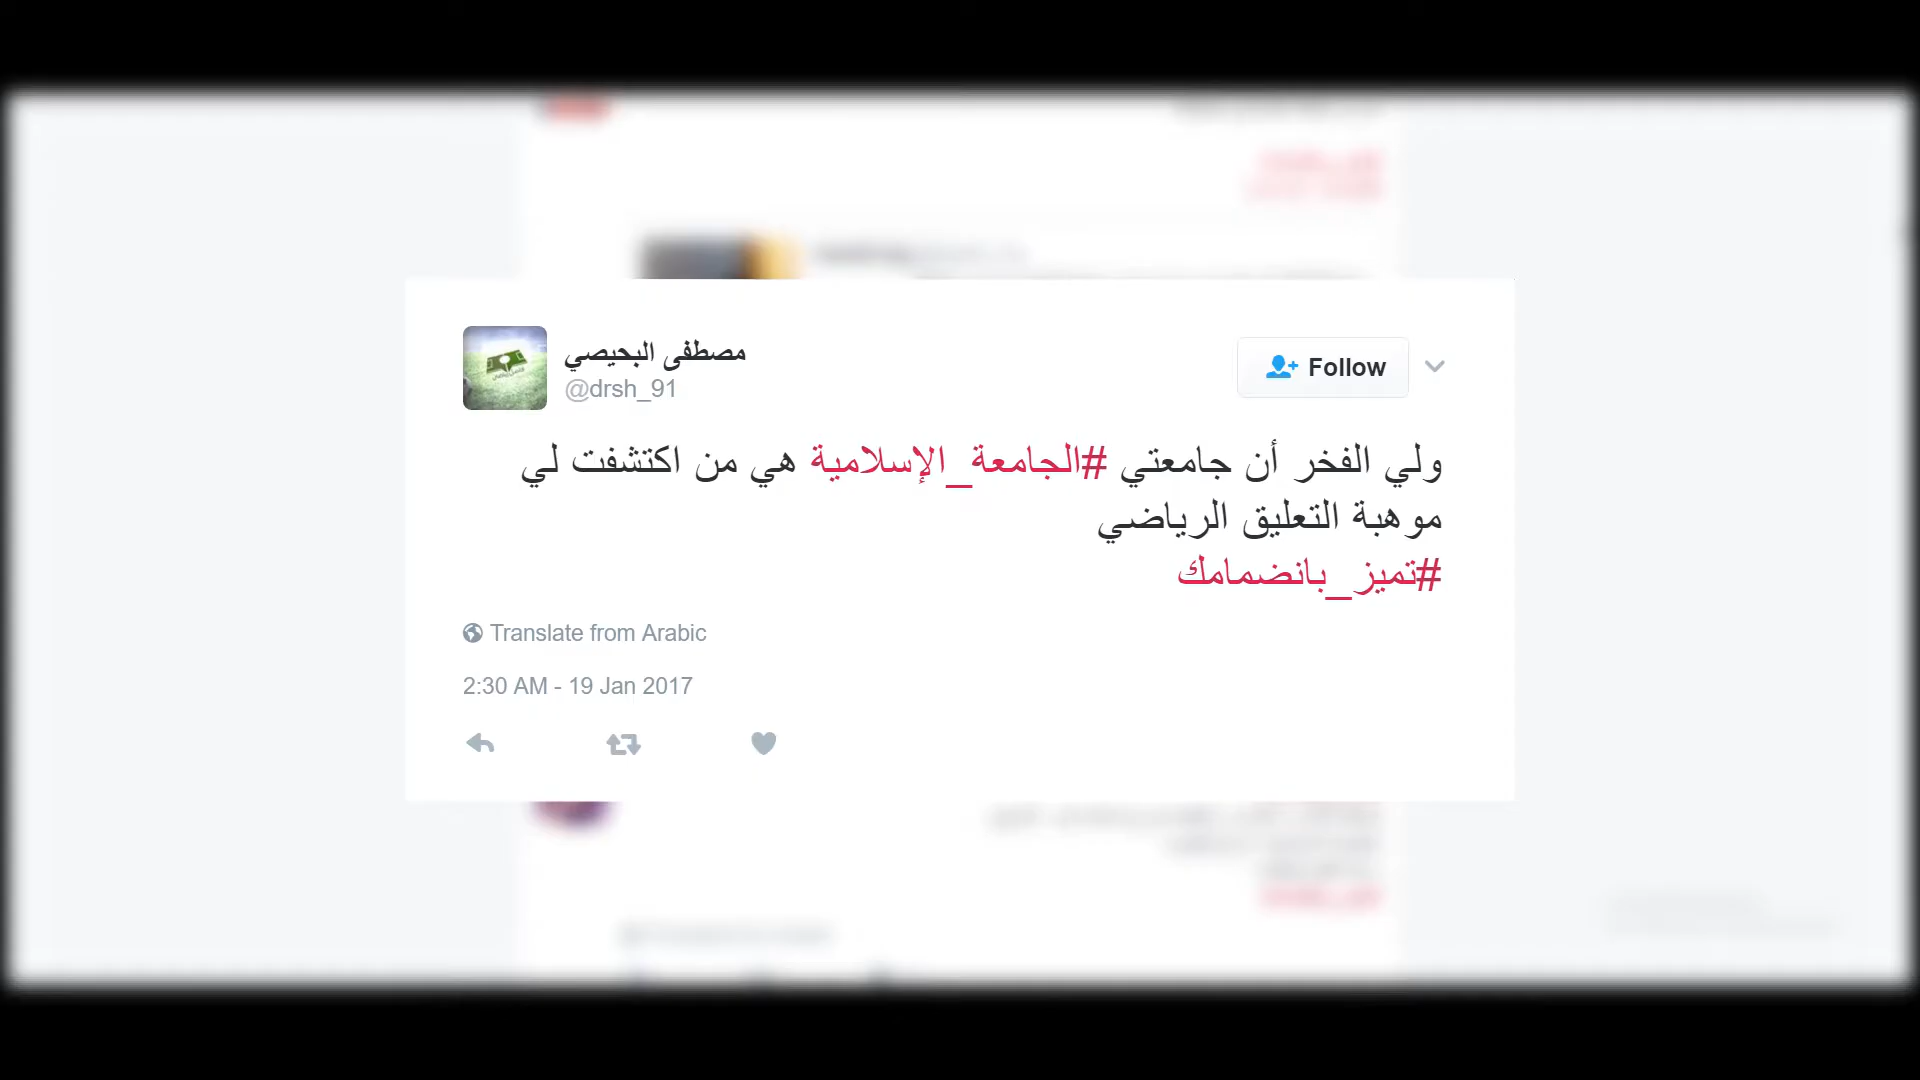 مصطفى البحيصي
@drsh_91
Follow
ولي الفخر أن جامعتي #الجامعة_الإسلامية هي من اكتشفت لي
موهبة التعليق الرياضي
#تميز_بانضمامك
Translate from Arabic
2:30 AM - 19 Jan 2017